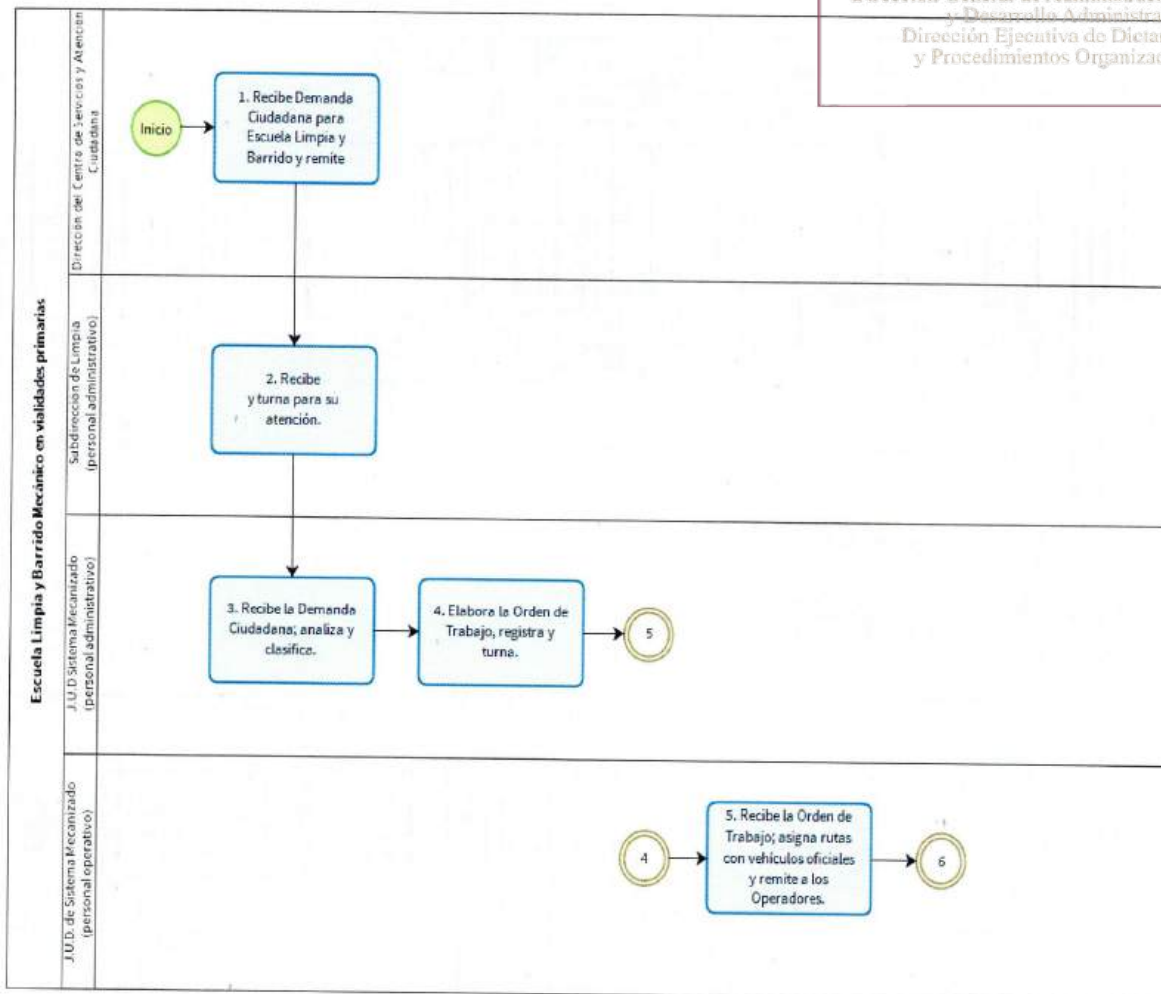 y Desarrollo Administra
Dirección Ejecutiva de Dicta
y Procedimientos Organiza
Escuela Limpia y Barrido Mecánico en vialidades primarias
Dirección del Centro de Servicios y Atención
Ciudadana
Inicio
1. Recibe Demanda
Ciudadana para
Escuela Limpia y
Barrido y remite
Subdirección de Limpia
(personal administrativo)
2. Recibe
y turna para su
atención.
J.U.D Sistema Mecanizado
(personal administrativo)
3. Recibe la Demanda
Ciudadana; analiza y
clasifica.
4. Elabora la Orden de
Trabajo, registra y
turna.
5
J.U.D. de Sistema Mecanizado
(personal operativo)
4
5. Recibe la Orden de
Trabajo; asigna rutas
con vehículos oficiales
y remite a los
Operadores.
6